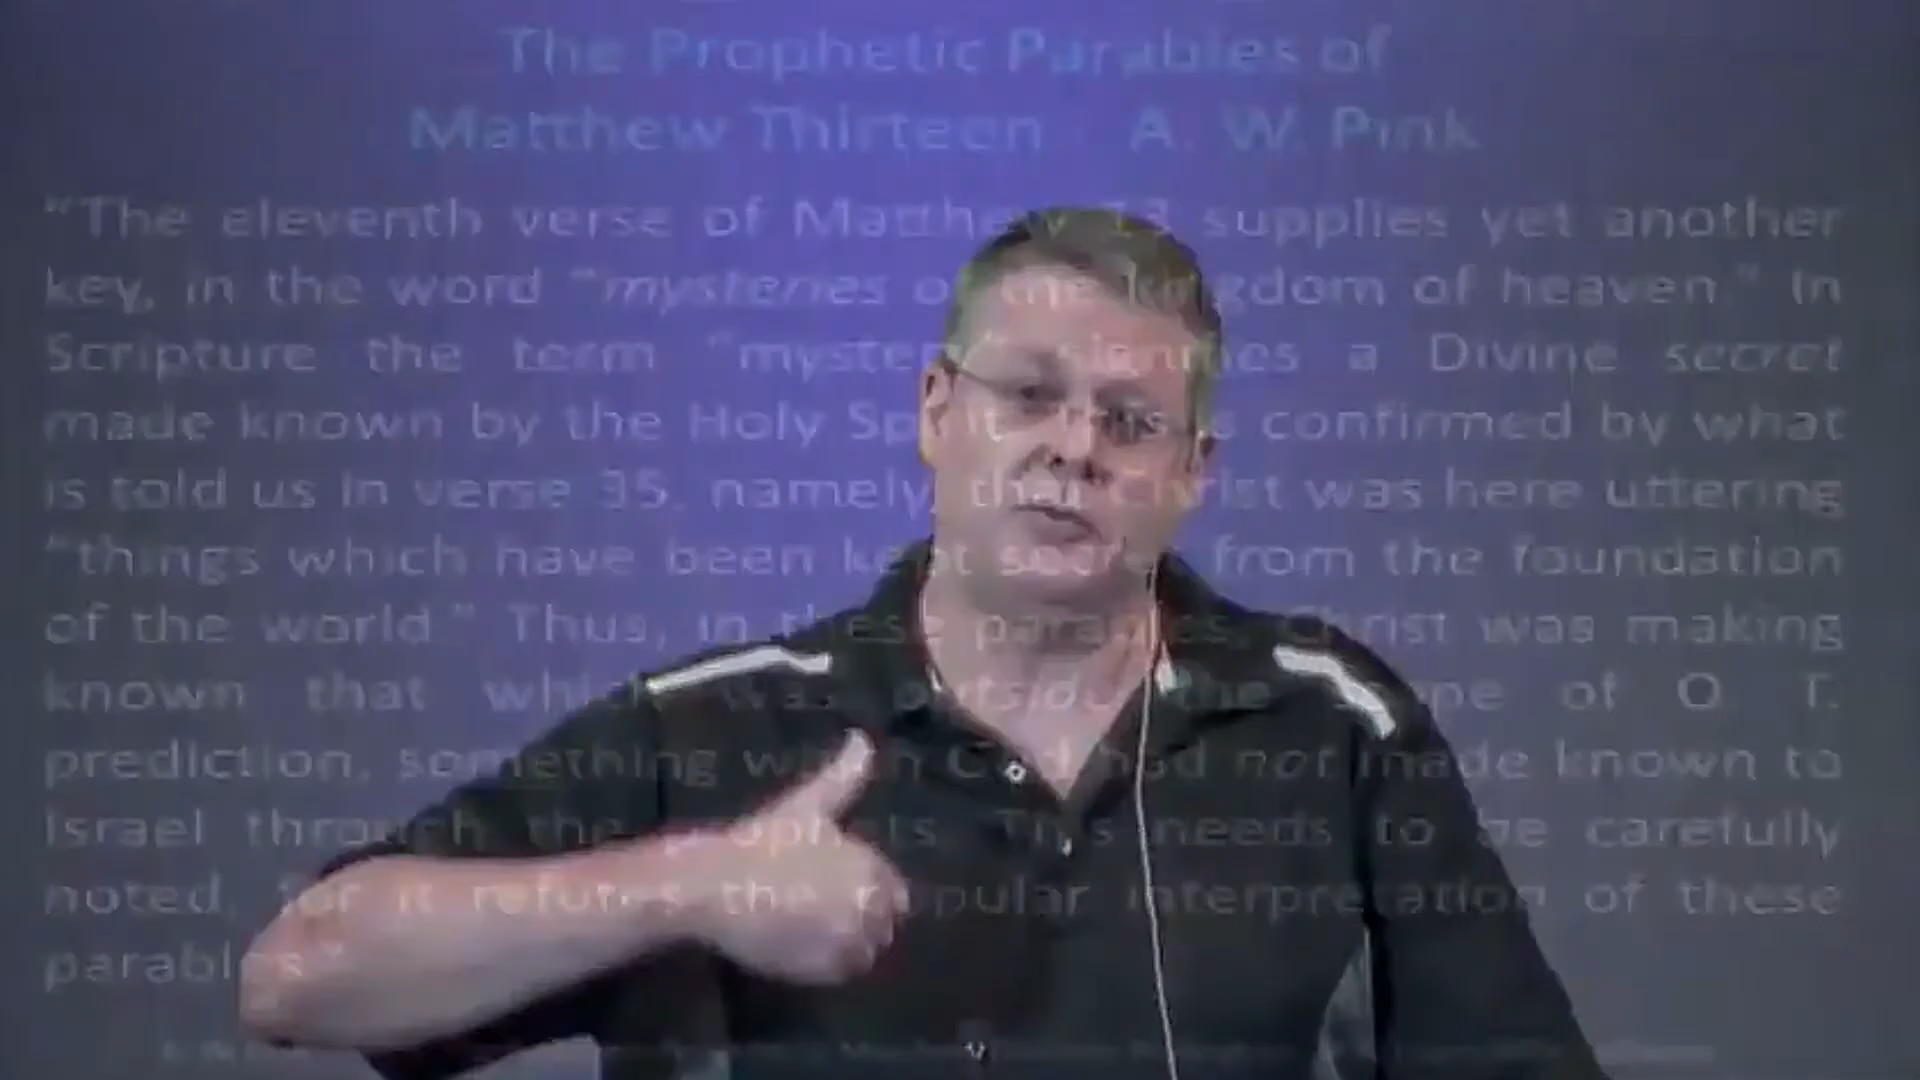 The Prophetic Parables of
Matthew Thirteen A. W. Pink
"The eleventh verse of Matthew 13 supplies yet another
key, in the word "mysteries of the kingdom of heaven." In
Scripture the term "mystery" signifies a Divine secret
made known by the Holy Spirit confirmed by what
is told us in verse 35, namely, that Christ was here uttering
"things which have been kept secret from the foundation
of the world." Thus, in these parables, Christ was making
known that which was outside the scope of O. T.
prediction, something which God had not made known to
Israel through the prophets. This needs to be carefully
noted, for it refutes the popular interpretation of these
parables"